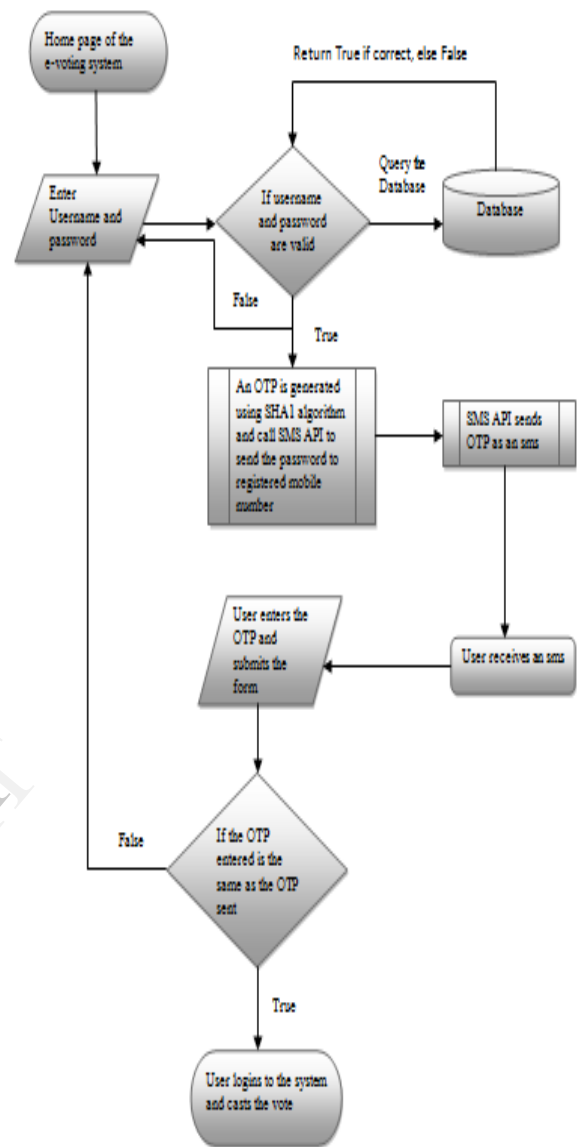 Home page of the
e-voting system
Return True if correct, else False
Query the
Database
Enter
Username and
password
If username
and password
are valid
Database
False
True
An OTP is generated
using SHA1 algorithm
and call SMS API to
send the password to
registered mobile
number
SMS API sends
OTP as an sms
User enters the
OTP and
submits the
form
User receives an sms
False
If the OTP
entered is the
same as the OTP
sent
True
User logins to the system
and casts the vote